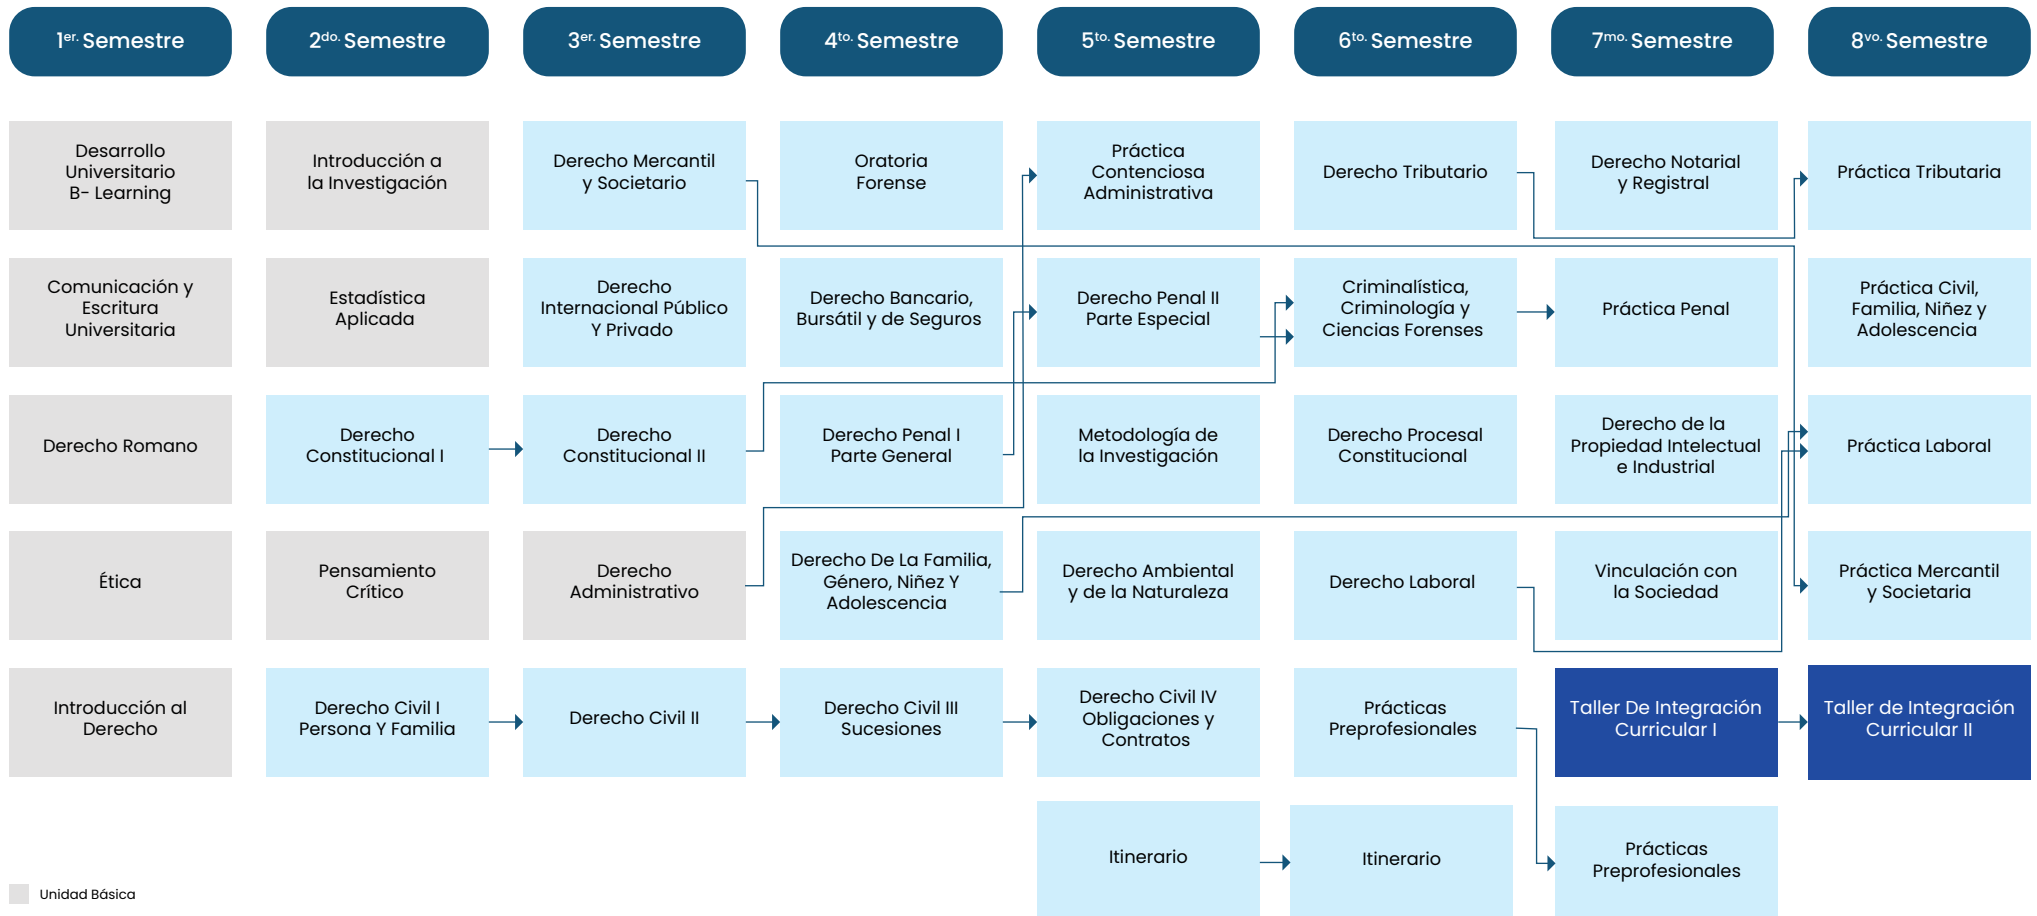 1er. Semestre
2do. Semestre
3er. Semestre
4to. Semestre
5to. Semestre
6to. Semestre
7mo. Semestre
8vo. Semestre
Desarrollo
Universitario
B- Learning
Introducción a
la Investigación
Derecho Mercantil
y Societario
Oratoria
Forense
Práctica
Contenciosa
Administrativa
Derecho Tributario
Derecho Notarial
y Registral
Práctica Tributaria
Comunicación y
Escritura
Universitaria
Estadística
Aplicada
Derecho
Internacional Público
Y Privado
Derecho Bancario,
Bursátil y de Seguros
Derecho Penal II
Parte Especial
Criminalística,
Criminología y
Ciencias Forenses
Práctica Penal
Práctica Civil,
Familia, Niñez y
Adolescencia
Derecho Romano
Derecho
Constitucional I
Derecho
Constitucional II
Derecho Penal I
Parte General
Metodología de
la Investigación
Derecho Procesal
Constitucional
Derecho de la
Propiedad Intelectual
e Industrial
Práctica Laboral
Ética
Pensamiento
Crítico
Derecho
Administrativo
Derecho De La Familia,
Género, Niñez Y
Adolescencia
Derecho Ambiental
y de la Naturaleza
Derecho Laboral
Vinculación con
la Sociedad
Práctica Mercantil
y Societaria
Introducción al
Derecho
Derecho Civil I
Persona Y Familia
Derecho Civil II
Derecho Civil III
Sucesiones
Derecho Civil IV
Obligaciones y
Contratos
Prácticas
Preprofesionales
Taller De Integración
Curricular I
Taller de Integración
Curricular II
Itinerario
Itinerario
Prácticas
Preprofesionales
Unidad Básica